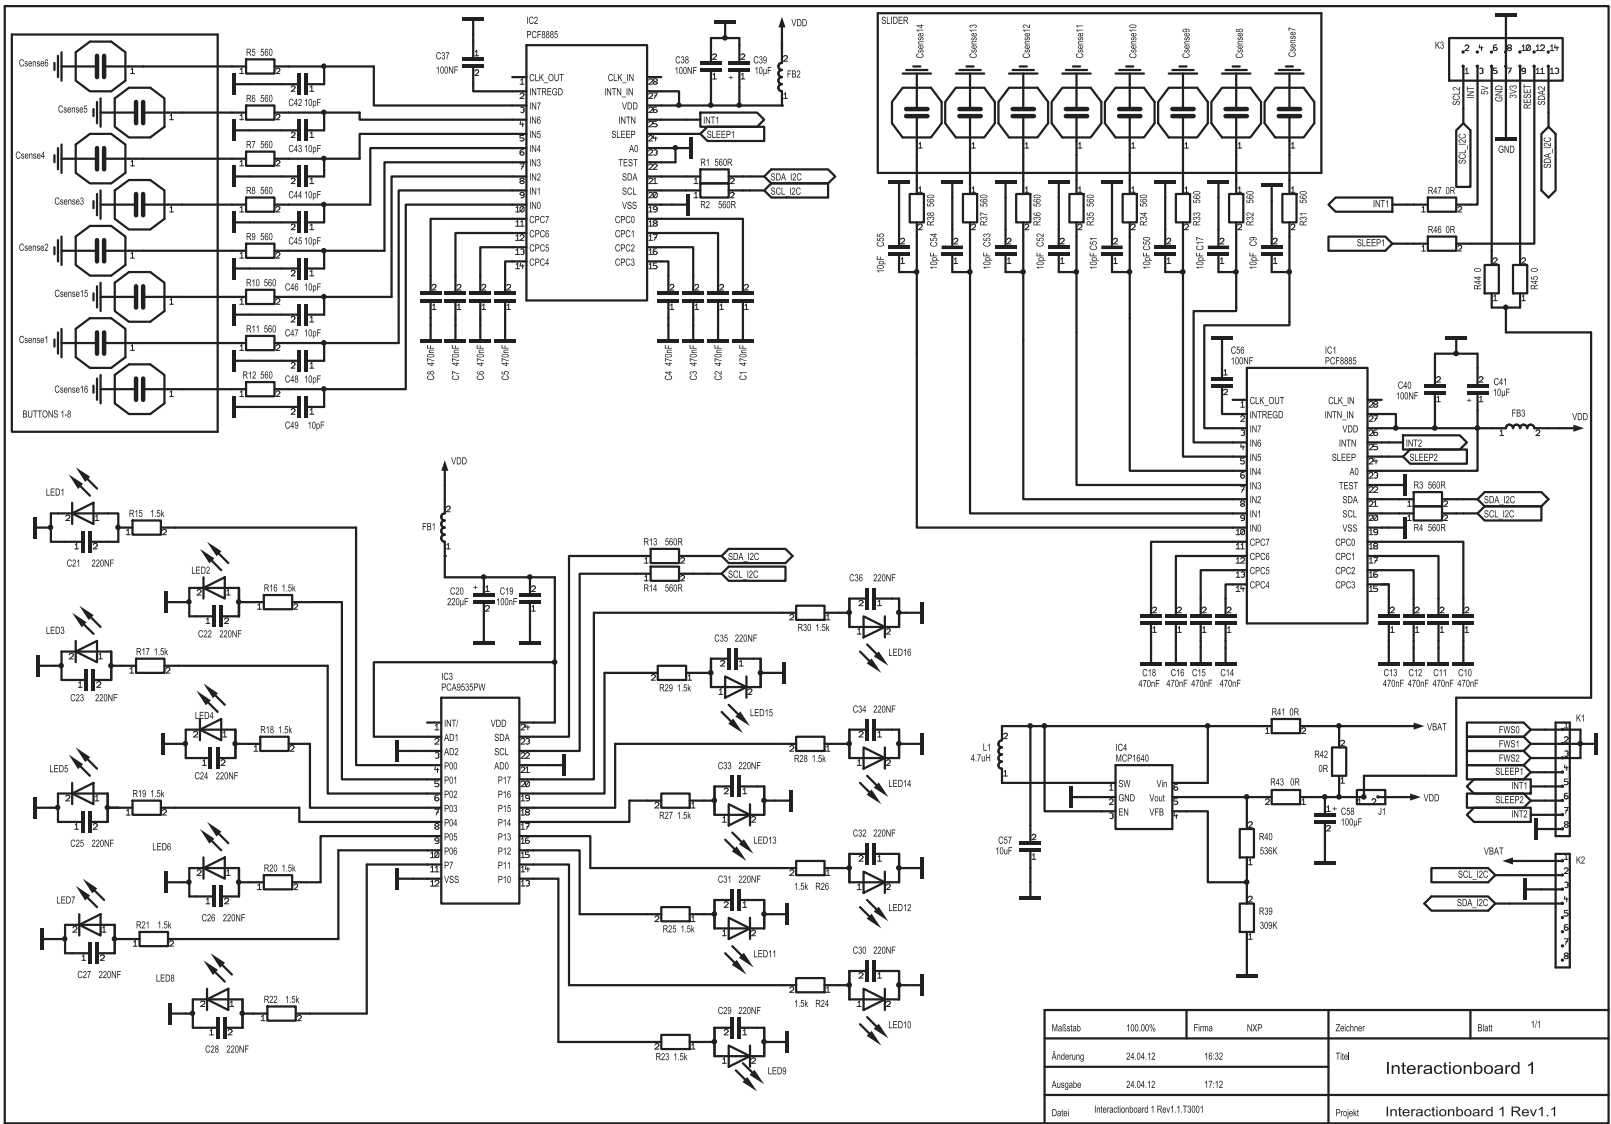 BUTTONS 1-8
Csense6
Csense5
Csense4
Csense3
Csense2
Csense15
Csense1
Csense16
R5 560
C42 10pF
R6 560
C43 10pF
R7 560
C44 10pF
R8 560
C45 10pF
R9 560
C46 10pF
R10 560
C47 10pF
R11 560
C48 10pF
R12 560
C49 10pF
C37
100NF
IC2
PCF8885
CLK_OUT CLK_IN
INTREGD INTN_IN
IN7 VDD
IN6 INTN
IN5 SLEEP
IN4 A0
IN3 TEST
IN2 SDA
IN1 SCL
IN0 VSS
CPC7 CPC0
CPC6 CPC1
CPC5 CPC2
CPC4 CPC3
C38
100NF
C39
10µF
FB2
VDD
INT1
SLEEP1
R1 560R
R2 560R
SDA_I2C
SCL_I2C
C8 470nF
C7 470nF
C6 470nF
C5 470nF
C4 470nF
C3 470nF
C2 470nF
C1 470nF
SLIDER
Csense14
Csense13
Csense12
Csense11
Csense10
Csense9
Csense8
Csense7
C55
10pF
R38 560
C54
10pF
R37 560
C53
10pF
R36 560
C52
10pF
R35 560
C51
10pF
R34 560
C50
10pF
R33 560
C17
10pF
R32 560
C9
10pF
R31 560
K3
2 4 6 8 10 12 14
1 3 5 7 9 11 13
SCL2
INT
5V
GND
3V3
RESET
SDA2
SCL_I2C
GND
SDA_I2C
INT1
R47 0R
SLEEP1
R46 0R
R44 0
R45 0
C56
100NF
IC1
PCF8885
CLK_OUT CLK_IN
INTREGD INTN_IN
IN7 VDD
IN6 INTN
IN5 SLEEP
IN4 A0
IN3 TEST
IN2 SDA
IN1 SCL
IN0 VSS
CPC7 CPC0
CPC6 CPC1
CPC5 CPC2
CPC4 CPC3
C40
100NF
C41
10µF
FB3
VDD
INT2
SLEEP2
R3 560R
R4 560R
SDA_I2C
SCL_I2C
C18
470nF
C16
470nF
C15
470nF
C14
470nF
C13
470nF
C12
470nF
C11
470nF
C10
470nF
LED1
R15 1.5k
C21 220NF
LED2
R16 1.5k
C22 220NF
LED3
R17 1.5k
C23 220NF
LED4
R18 1.5k
C24 220NF
LED5
R19 1.5k
C25 220NF
LED6
R20 1.5k
C26 220NF
LED7
R21 1.5k
C27 220NF
LED8
R22 1.5k
C28 220NF
VDD
FB1
C20
220µF
C19
100nF
R13 560R
R14 560R
SDA_I2C
SCL_I2C
IC3
PCA9535PW
INT/ VDD
AD1 SDA
AD2 SCL
P00 AD0
P01 P17
P02 P16
P03 P15
P04 P14
P05 P13
P06 P12
P7 P11
VSS P10
C36 220NF
R30 1.5k
LED16
C35 220NF
R29 1.5k
LED15
C34 220NF
R28 1.5k
LED14
C33 220NF
R27 1.5k
LED13
C32 220NF
1.5k R26
LED12
C31 220NF
R25 1.5k
LED11
C30 220NF
1.5k R24
LED10
C29 220NF
R23 1.5k
LED9
L1
4.7uH
IC4
MCP1640
SW Vin
GND Vout
EN VFB
C57
10uF
R41 0R
VBAT
R42
0R
R43 0R
C58
100µF
J1
VDD
R40
536K
R39
309K
K1
FWS0
FWS1
FWS2
SLEEP1
INT1
SLEEP2
INT2
K2
VBAT
SCL_I2C
SDA_I2C
Maßstab 100.00% Firma NXP Zeichner Blatt 1/1
Änderung 24.04.12 16:32 Titel
Interactionboard 1
Ausgabe 24.04.12 17:12
Datei Interactionboard 1 Rev1.1.T3001 Projekt Interactionboard 1 Rev1.1